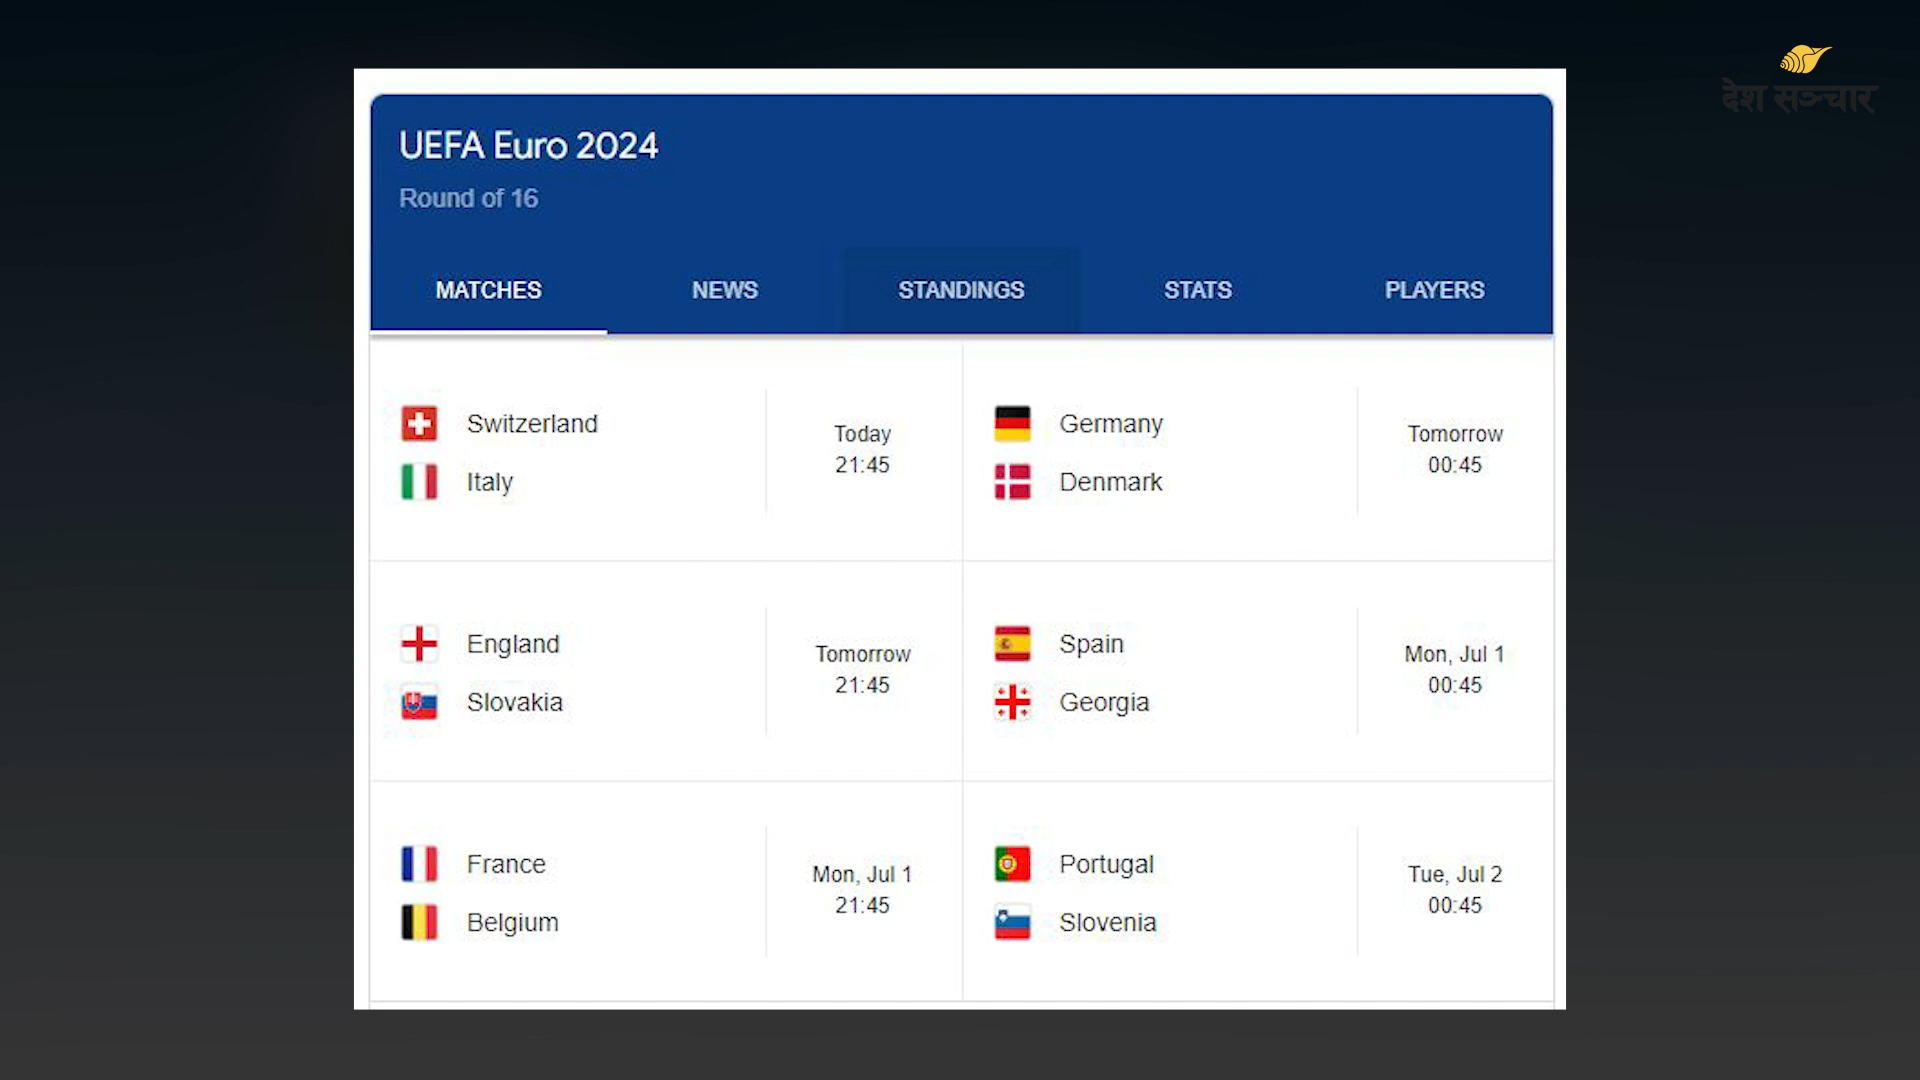 देश सञ्चार
UEFA Euro 2024
Round of 16
MATCHES NEWS STANDINGS STATS PLAYERS
Switzerland
Italy
Today
21:45
Germany
Denmark
Tomorrow
00:45
England
Slovakia
Tomorrow
21:45
Spain
Georgia
Mon, Jul 1
00:45
France
Belgium
Mon, Jul 1
21:45
Portugal
Slovenia
Tue, Jul 2
00:45